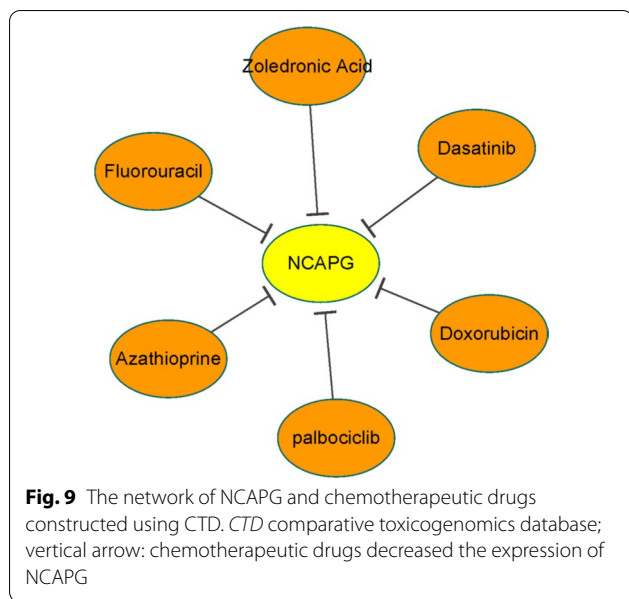 Zoledronic Acid
Dasatinib
Fluorouracil
NCAPG
Doxorubicin
Azathioprine
palbociclib
Fig. 9 The network of NCAPG and chemotherapeutic drugs
constructed using CTD. CTD comparative toxicogenomics database;
vertical arrow: chemotherapeutic drugs decreased the expression of
NCAPG